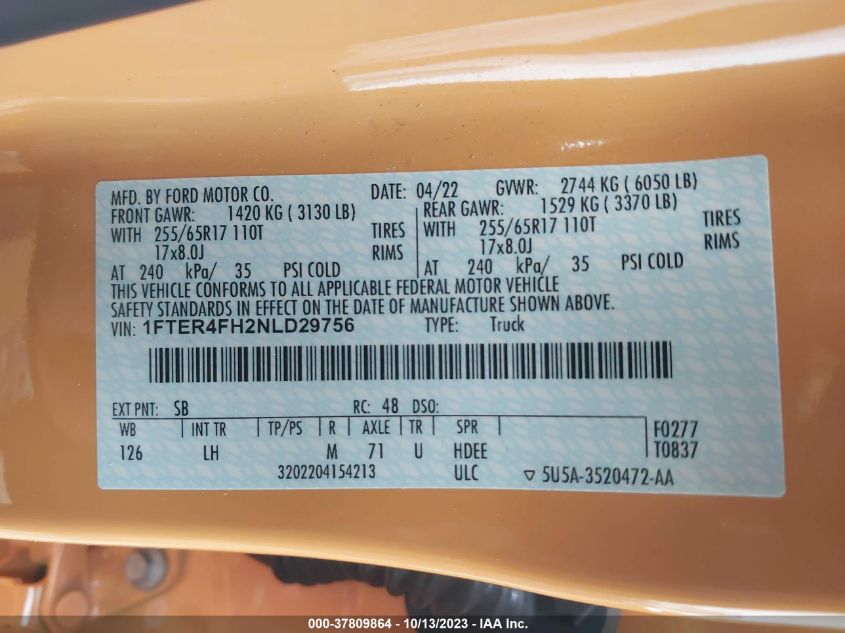 MFD. BY FORD MOTOR CO. DATE: 04/22 GVWR: 2744 KG ( 6050 LB)
FRONT GAWR: 1420 KG ( 3130 LB) REAR GAWR: 1529 KG ( 3370 LB)
WITH 255/65R17 110T TIRES WITH 255/65R17 110T TIRES
17x8.0J RIMS 17x8.0J RIMS
AT 240 kPa/ 35 PSI COLD AT 240 kPa/ 35 PSI COLD
THIS VEHICLE CONFORMS TO ALL APPLICABLE FEDERAL MOTOR VEHICLE
SAFETY STANDARDS IN EFFECT ON THE DATE OF MANUFACTURE SHOWN ABOVE.
VIN: 1FTER4FH2NLD29756 TYPE: Truck
EXT PNT: SB RC: 48 DSO:
WB INT TR TP/PS R AXLE TR SPR F0277
126 LH M 71 U HDEE T0837
3202204154213 ULC ▽ 5U5A-3520472-AA
000-37809864 - 10/13/2023 - IAA Inc.